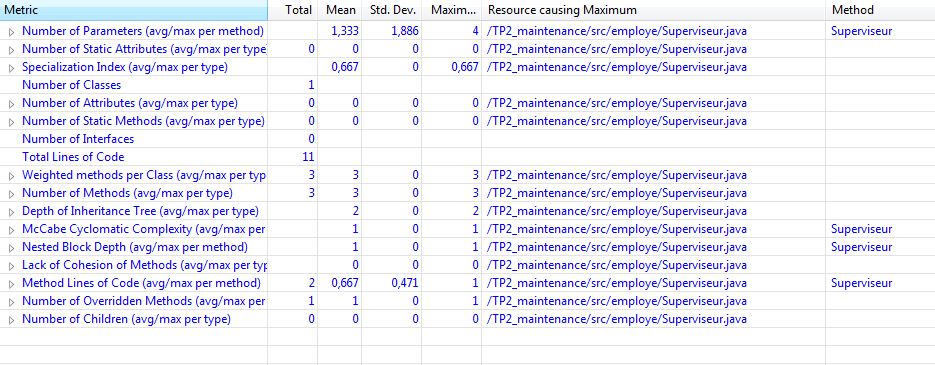 Metric Total Mean Std. Dev. Maxim... Resource causing Maximum Method
Number of Parameters (avg/max per method) 1,333 1,886 4 /TP2_maintenance/src/employe/Superviseur.java Superviseur
Number of Static Attributes (avg/max per type 0 0 0 0 /TP2_maintenance/src/employe/Superviseur.java
Specialization Index (avg/max per type) 0,667 0 0,667 /TP2_maintenance/src/employe/Superviseur.java
Number of Classes 1
Number of Attributes (avg/max per type) 0 0 0 0 /TP2_maintenance/src/employe/Superviseur.java
Number of Static Methods (avg/max per type) 0 0 0 0 /TP2_maintenance/src/employe/Superviseur.java
Number of Interfaces 0
Total Lines of Code 11
Weighted methods per Class (avg/max per typ 3 3 0 3 /TP2_maintenance/src/employe/Superviseur.java
Number of Methods (avg/max per type) 3 3 0 3 /TP2_maintenance/src/employe/Superviseur.java
Depth of Inheritance Tree (avg/max per type) 2 0 2 /TP2_maintenance/src/employe/Superviseur.java
McCabe Cyclomatic Complexity (avg/max per 1 0 1 /TP2_maintenance/src/employe/Superviseur.java Superviseur
Nested Block Depth (avg/max per method) 1 0 1 /TP2_maintenance/src/employe/Superviseur.java Superviseur
Lack of Cohesion of Methods (avg/max per typ 0 0 0 /TP2_maintenance/src/employe/Superviseur.java
Method Lines of Code (avg/max per method) 2 0,667 0,471 1 /TP2_maintenance/src/employe/Superviseur.java Superviseur
Number of Overridden Methods (avg/max per 1 1 0 1 /TP2_maintenance/src/employe/Superviseur.java
Number of Children (avg/max per type) 0 0 0 0 /TP2_maintenance/src/employe/Superviseur.java